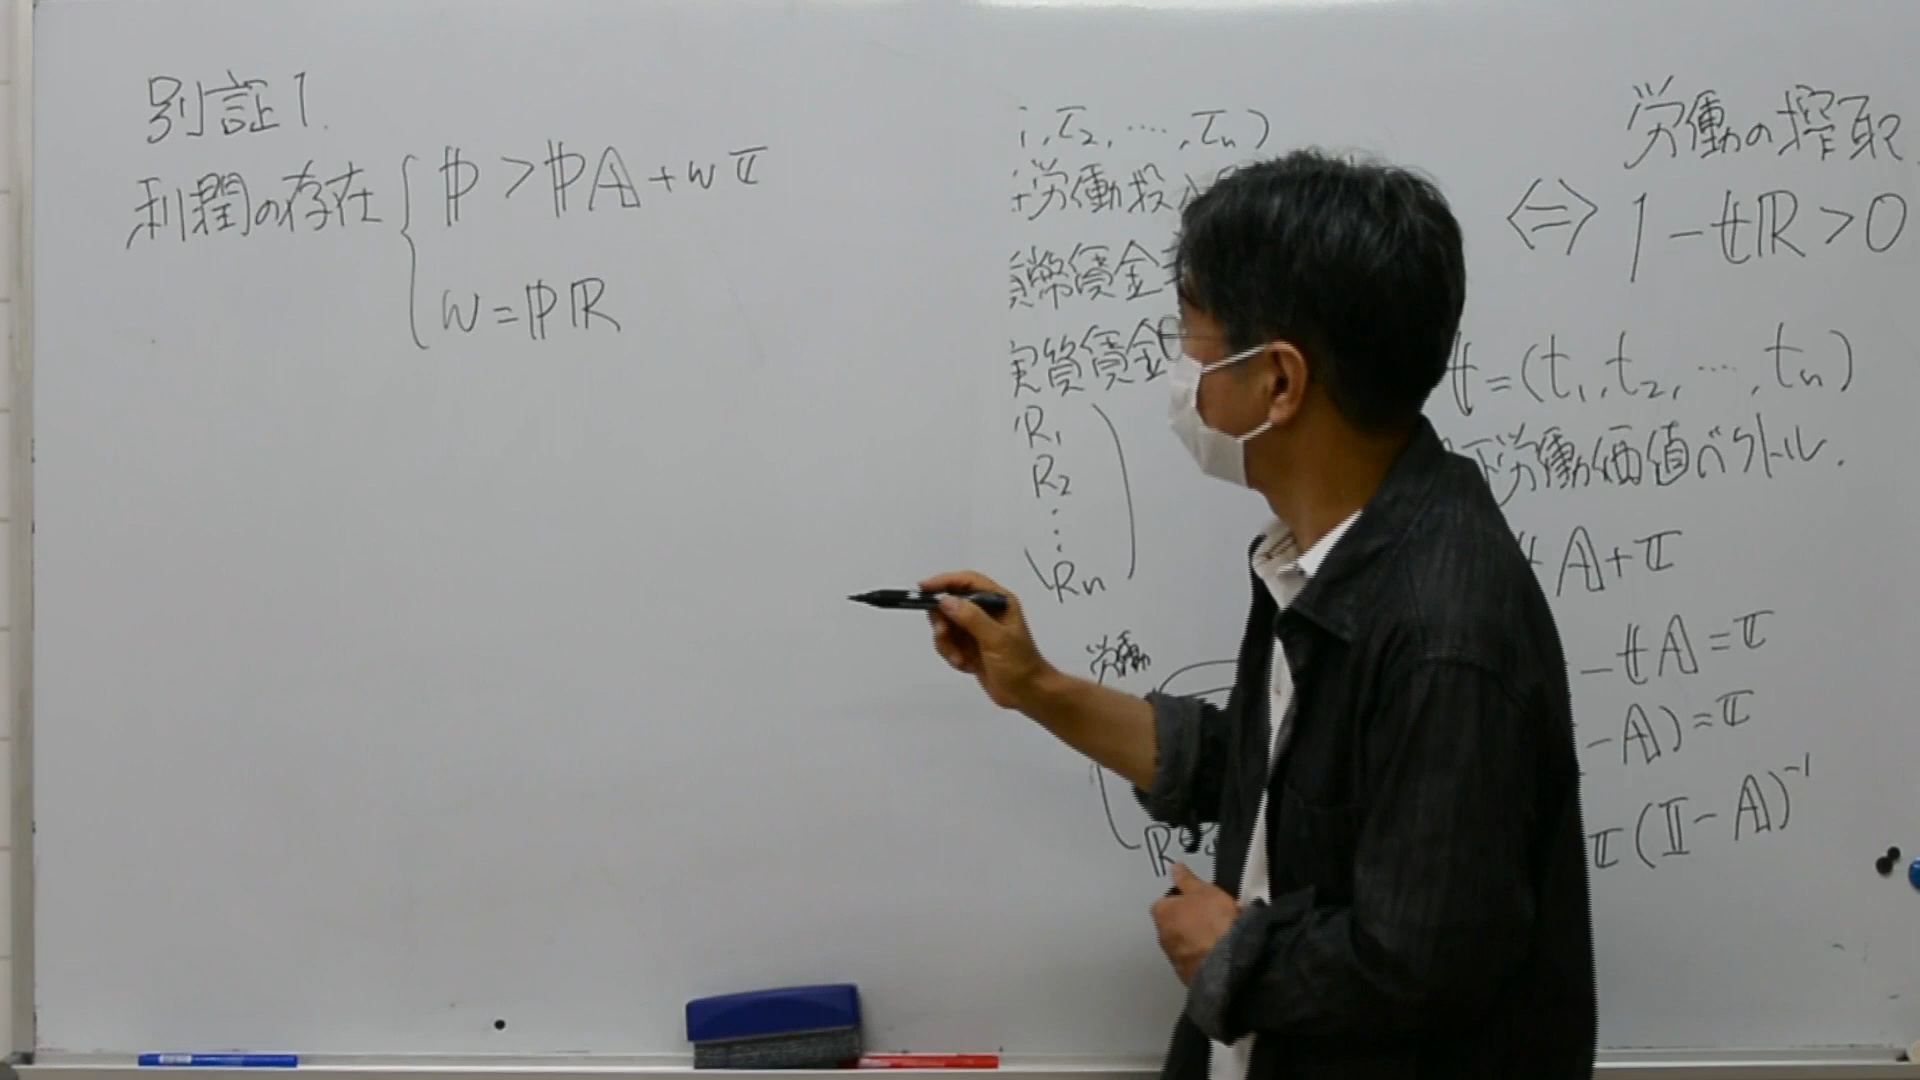 別証1.
利潤の存在 { ℙ > ℙ𝔸 + w τ
w = ℙℝ
, τ₂, ⋯, τₙ)
労働投入
貨幣賃金
実質賃金
R₁
R₂
⋮
Rₙ
労働
ℝ
労働の搾取
⇔ 1 - 𝕥ℝ > 0
𝕥 = (t₁, t₂, ⋯, tₙ)
労働価値ベクトル.
𝔸 + τ
- 𝕥𝔸 = τ
- 𝔸) = τ
τ(𝕀 - 𝔸)⁻¹